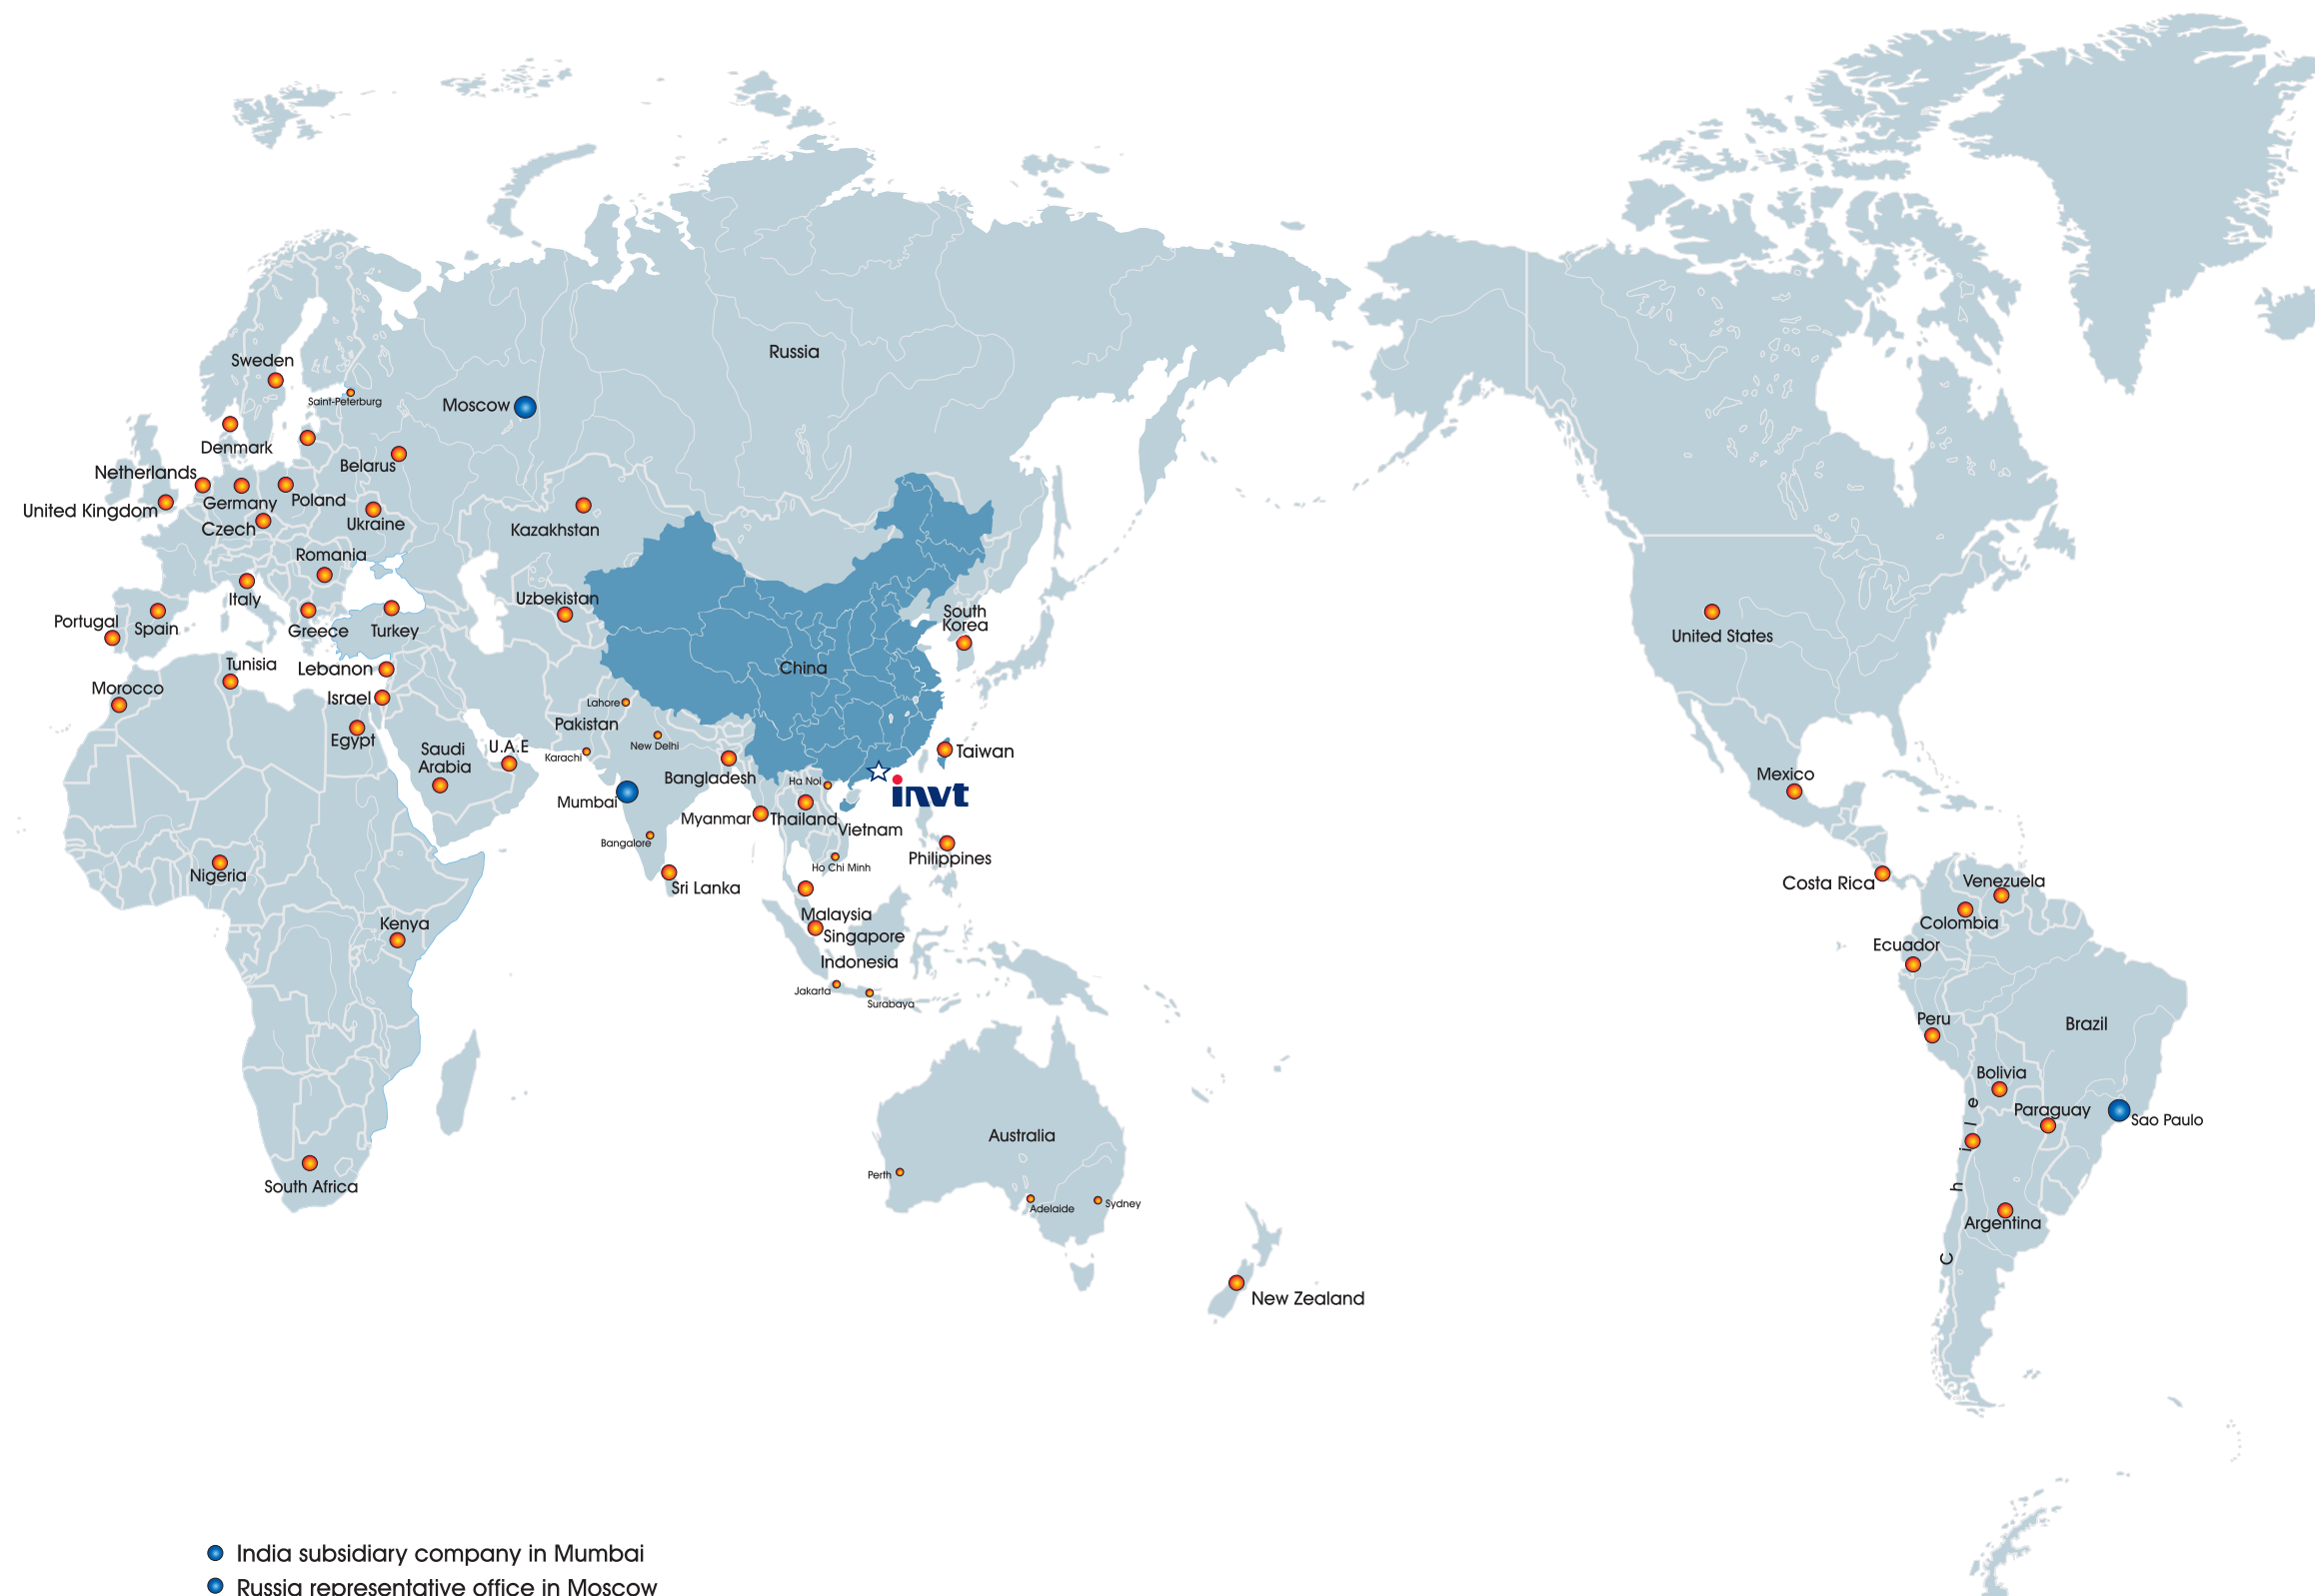 Russia
Sweden
Saint-Peterburg
Moscow
Denmark
Belarus
Netherlands
Germany
Poland
United Kingdom
Ukraine
Czech
Kazakhstan
Romania
Italy
Uzbekistan
South
Korea
Portugal
Spain
Greece
Turkey
United States
Tunisia
Lebanon
China
Morocco
Israel
Lahore
Pakistan
Egypt
Saudi
Arabia
U.A.E
New Delhi
Karachi
Taiwan
Bangladesh
Ha Noi
Mexico
invt
Mumbai
Myanmar
Thailand
Vietnam
Bangalore
Philippines
Ho Chi Minh
Nigeria
Sri Lanka
Costa Rica
Venezuela
Malaysia
Colombia
Kenya
Singapore
Ecuador
Indonesia
Jakarta
Surabaya
Peru
Brazil
Bolivia
Chile
Paraguay
Sao Paulo
Australia
Perth
South Africa
Adelaide
Sydney
Argentina
New Zealand
India subsidiary company in Mumbai
Russia representative office in Moscow